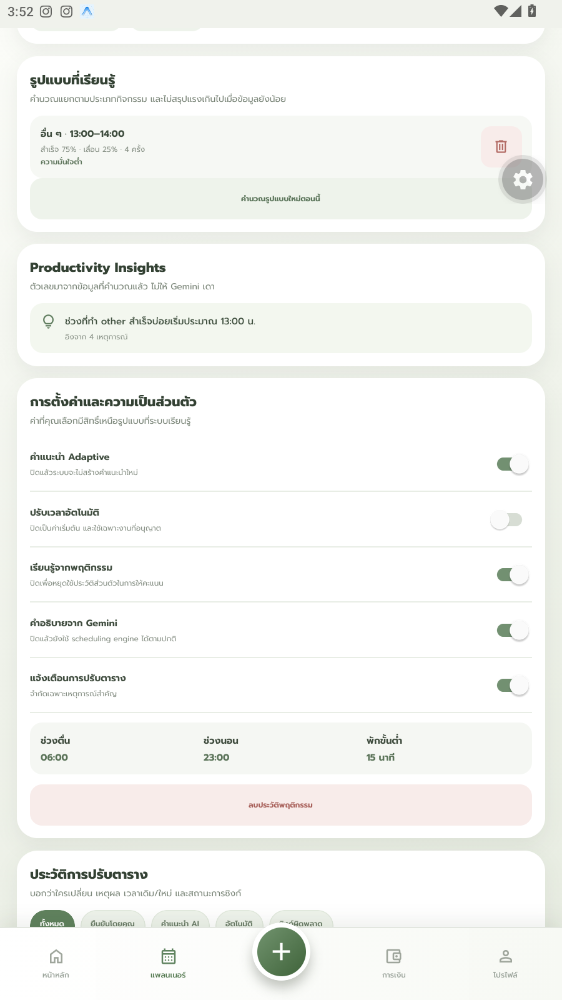 3:52
รูปแบบที่เรียนรู้
คำนวณแยกตามประเภทกิจกรรม และไม่สรุปแรงเกินไปเมื่อข้อมูลยังน้อย
อื่น ๆ · 13:00–14:00
สำเร็จ 75% · เลื่อน 25% · 4 ครั้ง
ความมั่นใจต่ำ
คำนวณรูปแบบใหม่ตอนนี้
Productivity Insights
ตัวเลขมาจากข้อมูลที่คำนวณแล้ว ไม่ให้ Gemini เดา
ช่วงที่ทำ other สำเร็จบ่อยเริ่มประมาณ 13:00 น.
อิงจาก 4 เหตุการณ์
การตั้งค่าและความเป็นส่วนตัว
ค่าที่คุณเลือกมีสิทธิ์เหนือรูปแบบที่ระบบเรียนรู้
คำแนะนำ Adaptive
ปิดแล้วระบบจะไม่สร้างคำแนะนำใหม่
ปรับเวลาอัตโนมัติ
ปิดเป็นค่าเริ่มต้น และใช้เฉพาะงานที่อนุญาต
เรียนรู้จากพฤติกรรม
ปิดเพื่อหยุดใช้ประวัติส่วนตัวในการให้คะแนน
คำอธิบายจาก Gemini
ปิดแล้วยังใช้ scheduling engine ได้ตามปกติ
แจ้งเตือนการปรับตาราง
จำกัดเฉพาะเหตุการณ์สำคัญ
ช่วงตื่น ช่วงนอน พักขั้นต่ำ
06:00 23:00 15 นาที
ลบประวัติพฤติกรรม
ประวัติการปรับตาราง
บอกว่าใครเปลี่ยน เหตุผล เวลาเดิม/ใหม่ และสถานะการซิงก์
ทั้งหมด ยืนยันโดยคุณ คำแนะนำ AI อัตโนมัติ ซิงก์ผิดพลาด
หน้าหลัก แพลนเนอร์ การเงิน โปรไฟล์